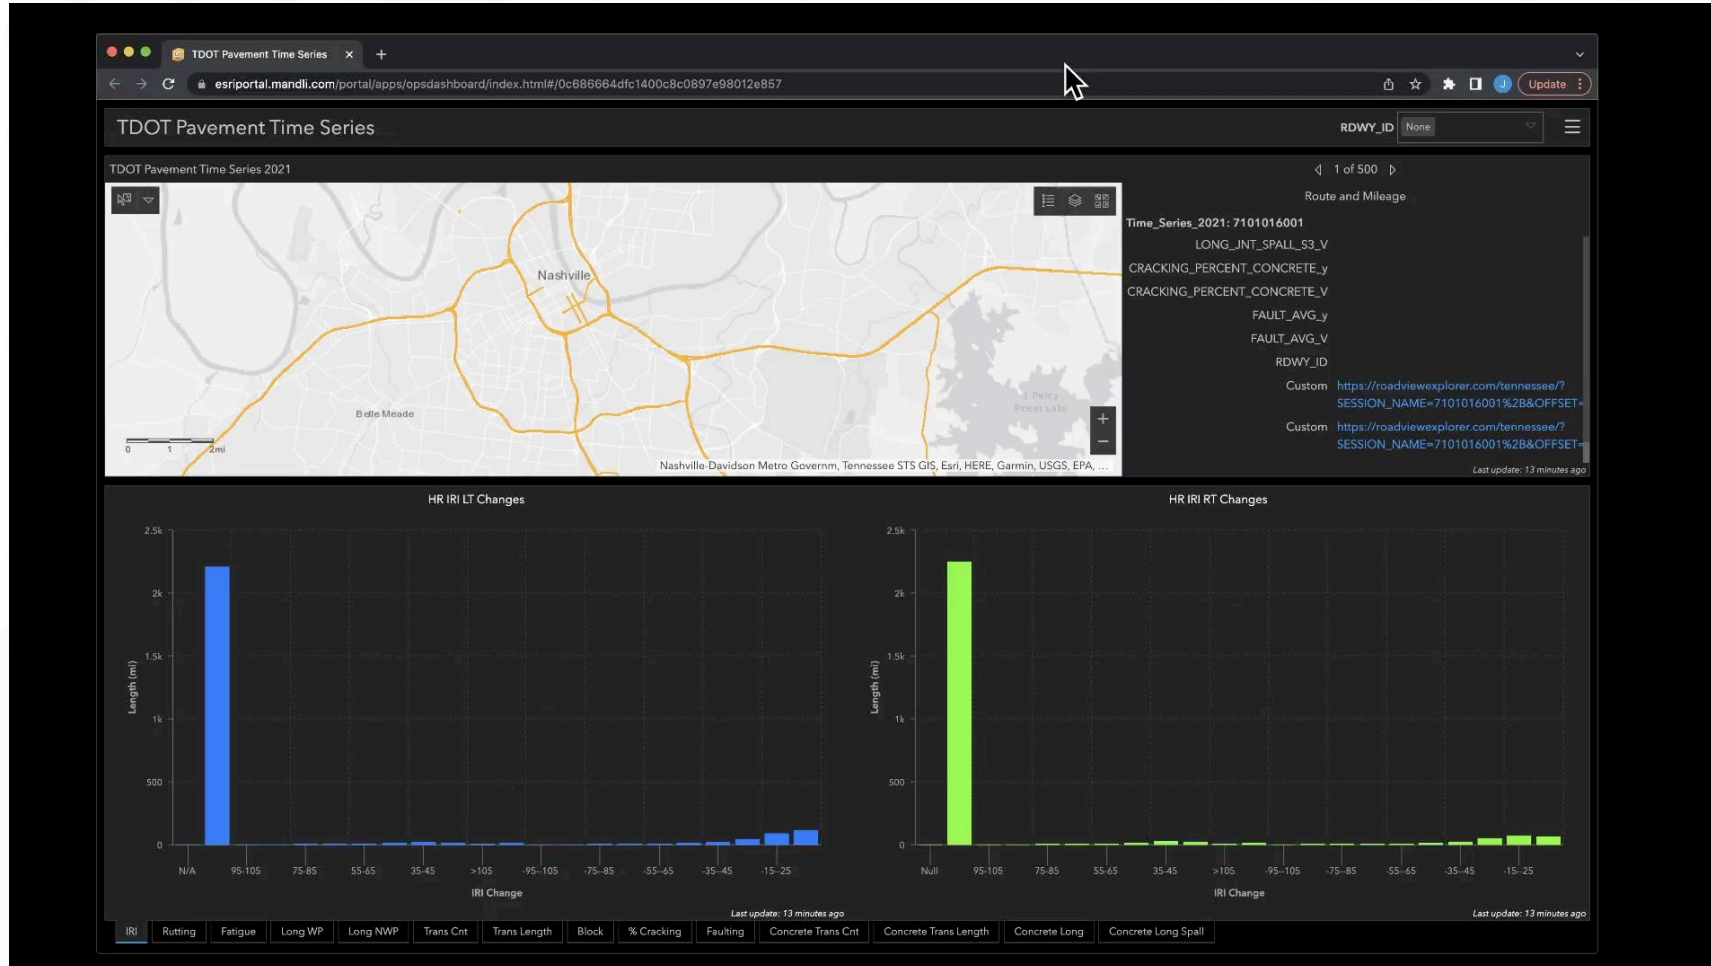 TDOT Pavement Time Series
esriportal.mandli.com/portal/apps/opsdashboard/index.html#/0c686664dfc1400c8c0897e98012e857
J
Update
TDOT Pavement Time Series
RDWY_ID None
TDOT Pavement Time Series 2021
1 of 500
Route and Mileage
Time_Series_2021: 7101016001
LONG_JNT_SPALL_S3_V
CRACKING_PERCENT_CONCRETE_y
CRACKING_PERCENT_CONCRETE_V
FAULT_AVG_y
FAULT_AVG_V
RDWY_ID
Custom https://roadviewexplorer.com/tennessee/?
SESSION_NAME=7101016001%2B&OFFSET=
Custom https://roadviewexplorer.com/tennessee/?
SESSION_NAME=7101016001%2B&OFFSET=
Last update: 13 minutes ago
Nashville
Belle Meade
J Percy
Priest Lake
0 1 2mi
Nashville-Davidson Metro Governm, Tennessee STS GIS, Esri, HERE, Garmin, USGS, EPA, ...
HR IRI LT Changes
2.5k
2k
1.5k
1k
500
0
Length (mi)
N/A 95-105 75-85 55-65 35-45 >105 -95--105 -75--85 -55--65 -35--45 -15--25
IRI Change
Last update: 13 minutes ago
HR IRI RT Changes
2.5k
2k
1.5k
1k
500
0
Length (mi)
Null 95-105 75-85 55-65 35-45 >105 -95--105 -75--85 -55--65 -35--45 -15--25
IRI Change
Last update: 13 minutes ago
IRI Rutting Fatigue Long WP Long NWP Trans Cnt Trans Length Block % Cracking Faulting Concrete Trans Cnt Concrete Trans Length Concrete Long Concrete Long Spall